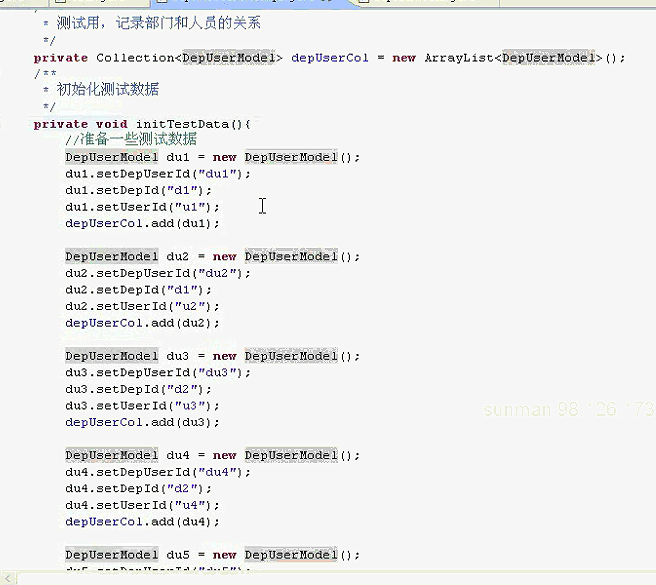 * 测试用，记录部门和人员的关系
*/
private Collection<DepUserModel> depUserCol = new ArrayList<DepUserModel>();
/**
* 初始化测试数据
*/
private void initTestData(){
//准备一些测试数据
DepUserModel du1 = new DepUserModel();
du1.setDepUserId("du1");
du1.setDepId("d1");
du1.setUserId("u1");
depUserCol.add(du1);
DepUserModel du2 = new DepUserModel();
du2.setDepUserId("du2");
du2.setDepId("d1");
du2.setUserId("u2");
depUserCol.add(du2);
DepUserModel du3 = new DepUserModel();
du3.setDepUserId("du3");
du3.setDepId("d2");
du3.setUserId("u3");
depUserCol.add(du3);
sunman 98 26 73
DepUserModel du4 = new DepUserModel();
du4.setDepUserId("du4");
du4.setDepId("d2");
du4.setUserId("u4");
depUserCol.add(du4);
DepUserModel du5 = new DepUserModel();